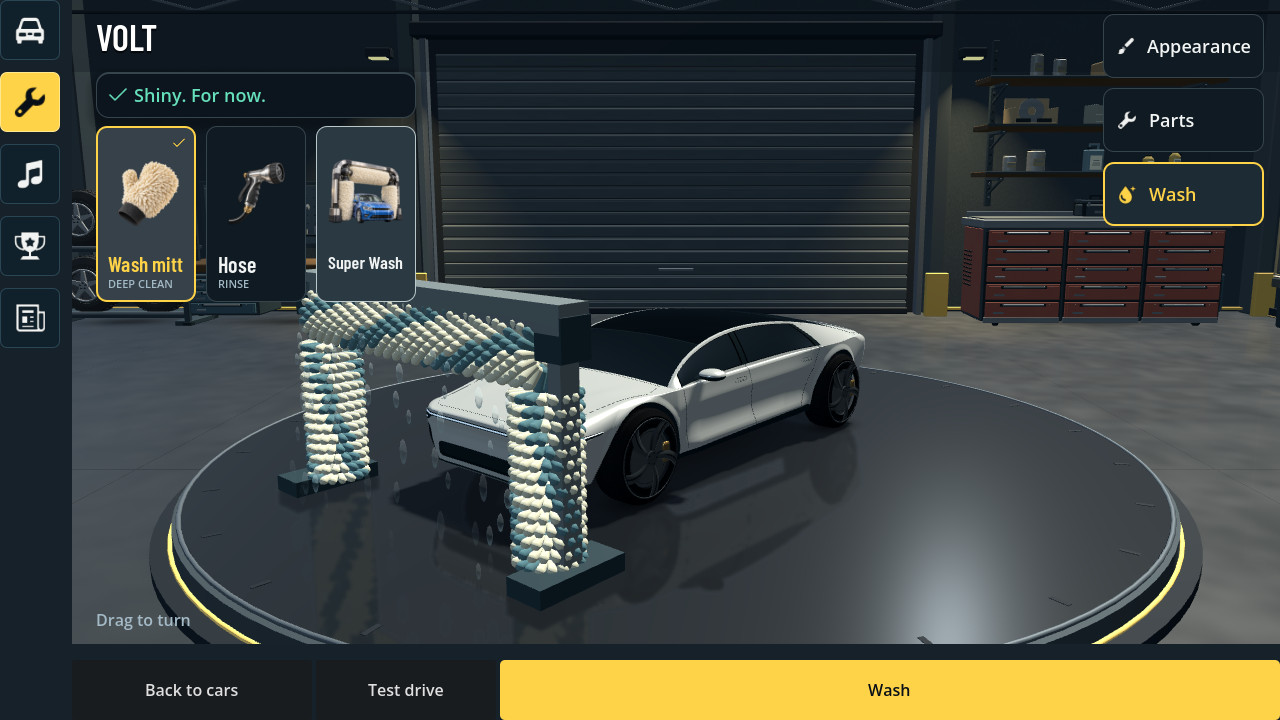 VOLT
Shiny. For now.
Wash mitt
DEEP CLEAN
Hose
RINSE
Super Wash
Appearance
Parts
Wash
Drag to turn
Back to cars
Test drive
Wash